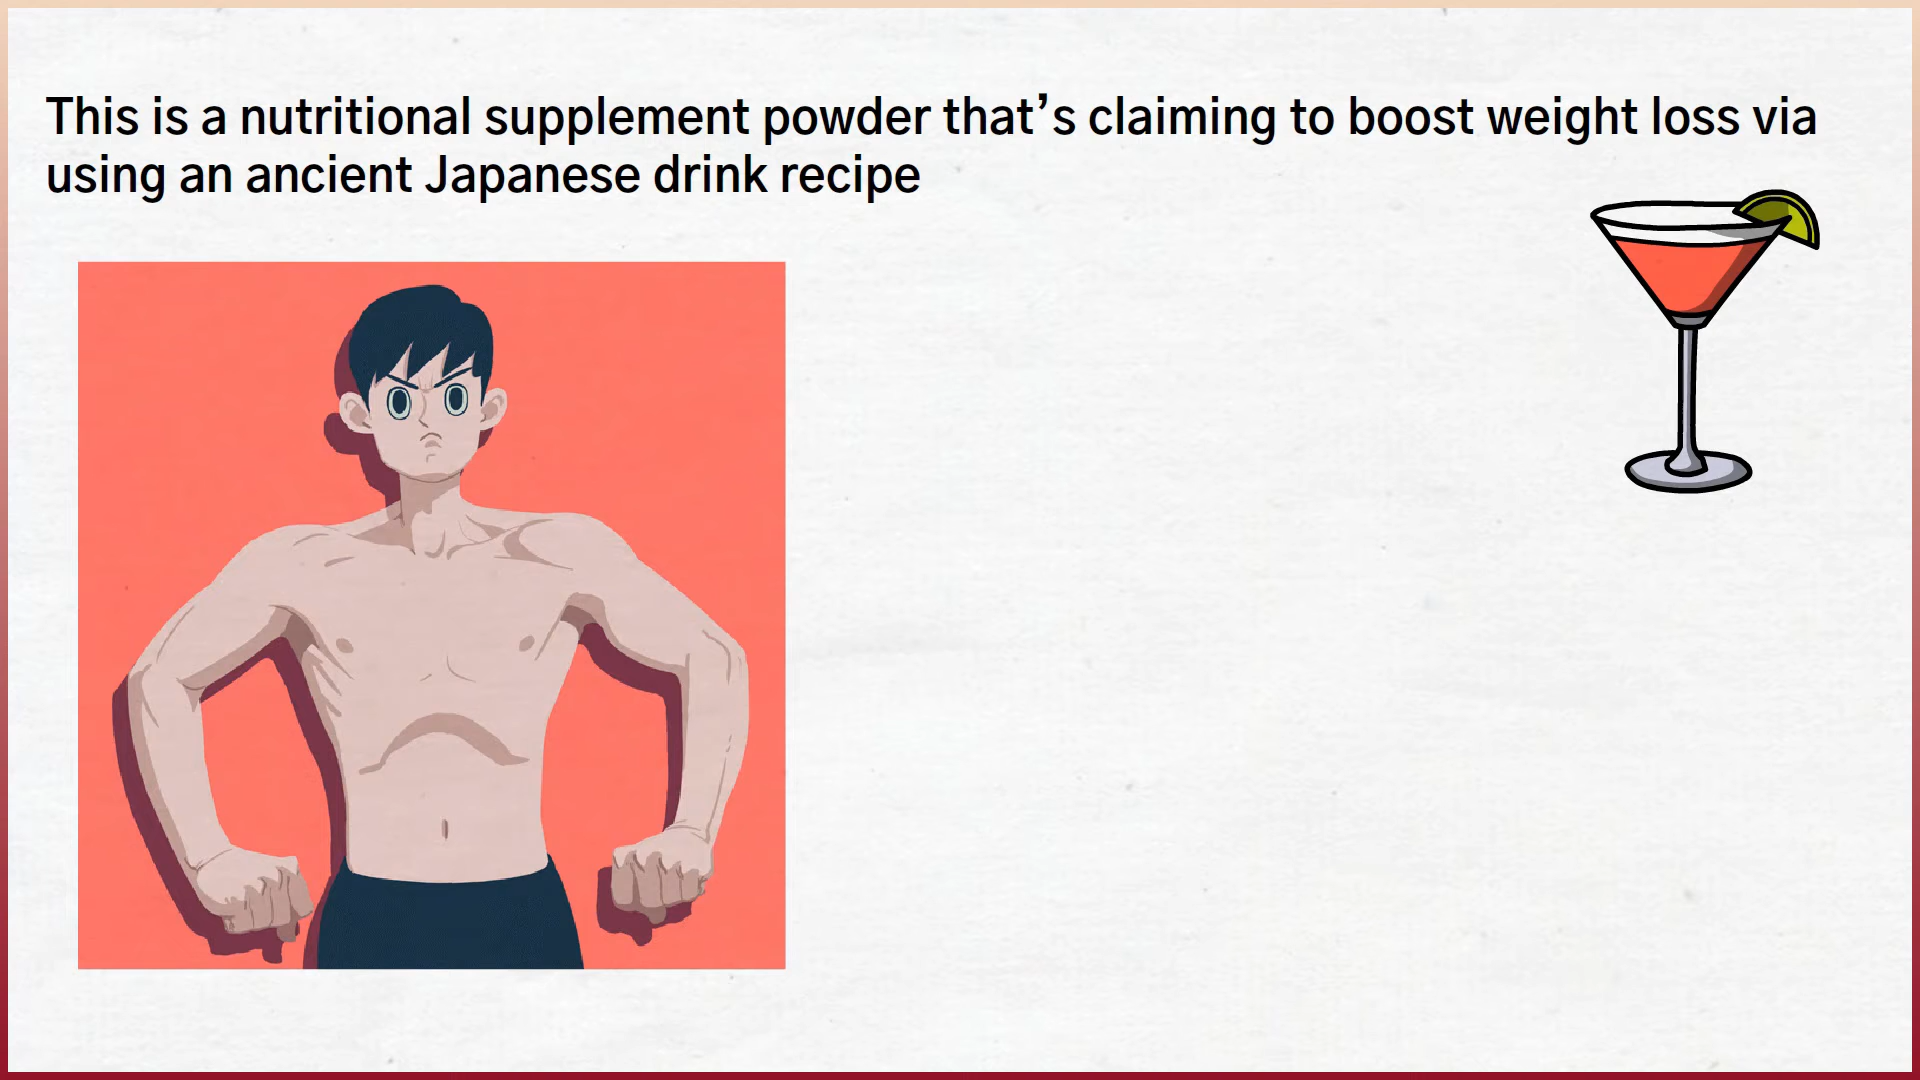 This is a nutritional supplement powder that’s claiming to boost weight loss via
using an ancient Japanese drink recipe